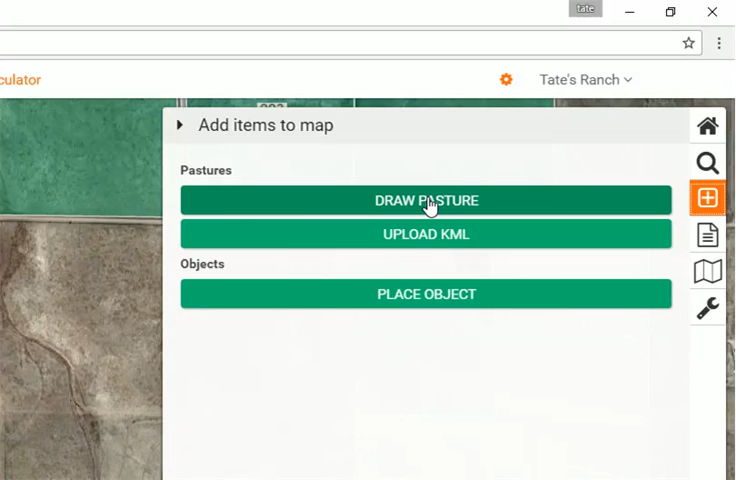 tate
culator
Tate's Ranch
Add items to map
Pastures
DRAW PASTURE
UPLOAD KML
Objects
PLACE OBJECT